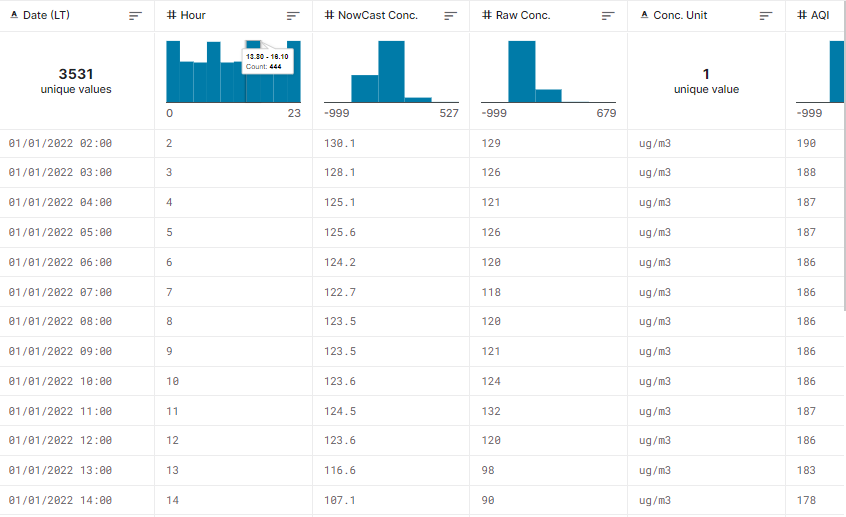 Date (LT) # Hour # NowCast Conc. # Raw Conc. Conc. Unit # AQI
13.80 - 16.10
Count: 444
3531 1
unique values unique value
0 23 -999 527 -999 679 -999
01/01/2022 02:00 2 130.1 129 ug/m3 190
01/01/2022 03:00 3 128.1 126 ug/m3 188
01/01/2022 04:00 4 125.1 121 ug/m3 187
01/01/2022 05:00 5 125.6 126 ug/m3 187
01/01/2022 06:00 6 124.2 120 ug/m3 186
01/01/2022 07:00 7 122.7 118 ug/m3 186
01/01/2022 08:00 8 123.5 120 ug/m3 186
01/01/2022 09:00 9 123.5 121 ug/m3 186
01/01/2022 10:00 10 123.6 124 ug/m3 186
01/01/2022 11:00 11 124.5 132 ug/m3 187
01/01/2022 12:00 12 123.6 120 ug/m3 186
01/01/2022 13:00 13 116.6 98 ug/m3 183
01/01/2022 14:00 14 107.1 90 ug/m3 178